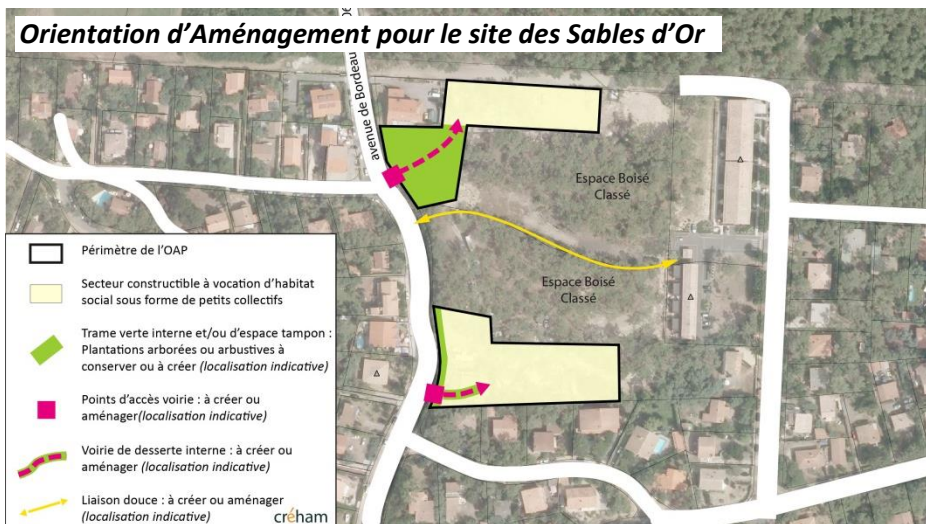 Orientation d'Aménagement pour le site des Sables d'Or
avenue de Bordeau
Espace Boisé
Classé
Espace Boisé
Classé
Périmètre de l'OAP
Secteur constructible à vocation d'habitat
social sous forme de petits collectifs
Trame verte interne et/ou d'espace tampon :
Plantations arborées ou arbustives à
conserver ou à créer (localisation indicative)
Points d'accès voirie : à créer ou
aménager(localisation indicative)
Voirie de desserte interne : à créer ou
aménager (localisation indicative)
Liaison douce : à créer ou aménager
(localisation indicative)
créham